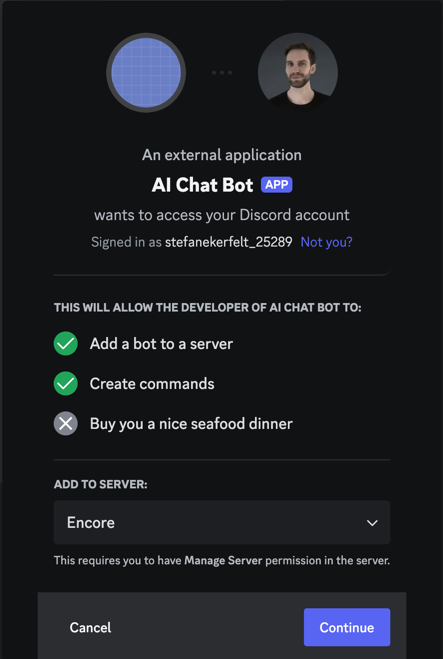 An external application
AI Chat Bot APP
wants to access your Discord account
Signed in as stefanekerfelt_25289 Not you?
THIS WILL ALLOW THE DEVELOPER OF AI CHAT BOT TO:
Add a bot to a server
Create commands
Buy you a nice seafood dinner
ADD TO SERVER:
Encore
This requires you to have Manage Server permission in the server.
Cancel Continue